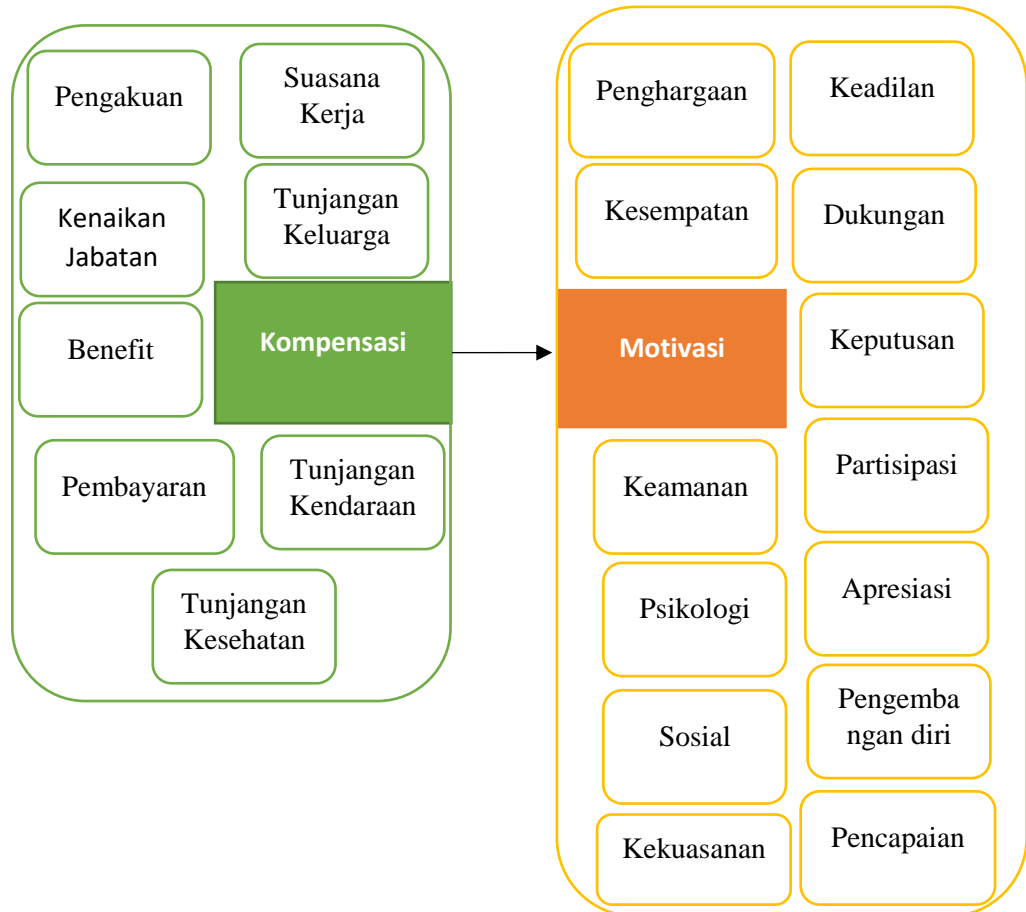 Pengakuan
Suasana
Kerja
Kenaikan
Jabatan
Tunjangan
Keluarga
Benefit
Kompensasi
Pembayaran
Tunjangan
Kendaraan
Tunjangan
Kesehatan
Penghargaan
Keadilan
Kesempatan
Dukungan
Motivasi
Keputusan
Keamanan
Partisipasi
Psikologi
Apresiasi
Sosial
Pengemba
ngan diri
Kekuasanan
Pencapaian